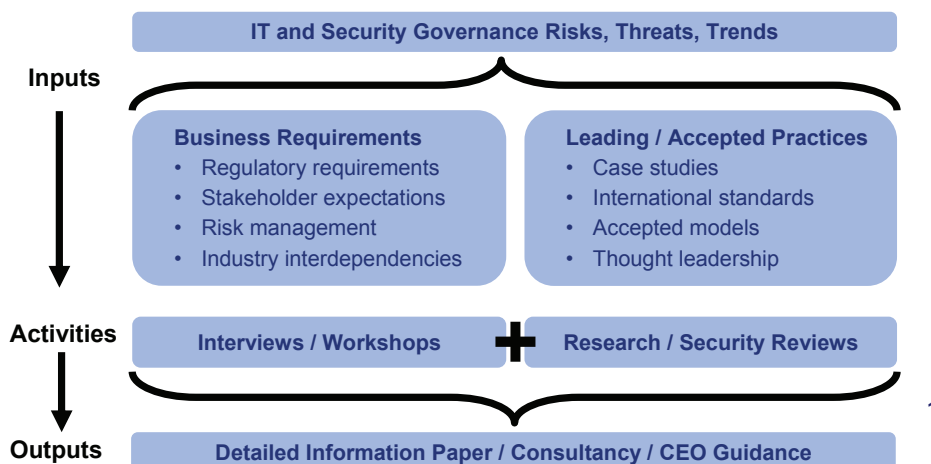 IT and Security Governance Risks, Threats, Trends
Inputs
Business Requirements
• Regulatory requirements
• Stakeholder expectations
• Risk management
• Industry interdependencies
Leading / Accepted Practices
• Case studies
• International standards
• Accepted models
• Thought leadership
Activities
Interviews / Workshops
+
Research / Security Reviews
Outputs
Detailed Information Paper / Consultancy / CEO Guidance